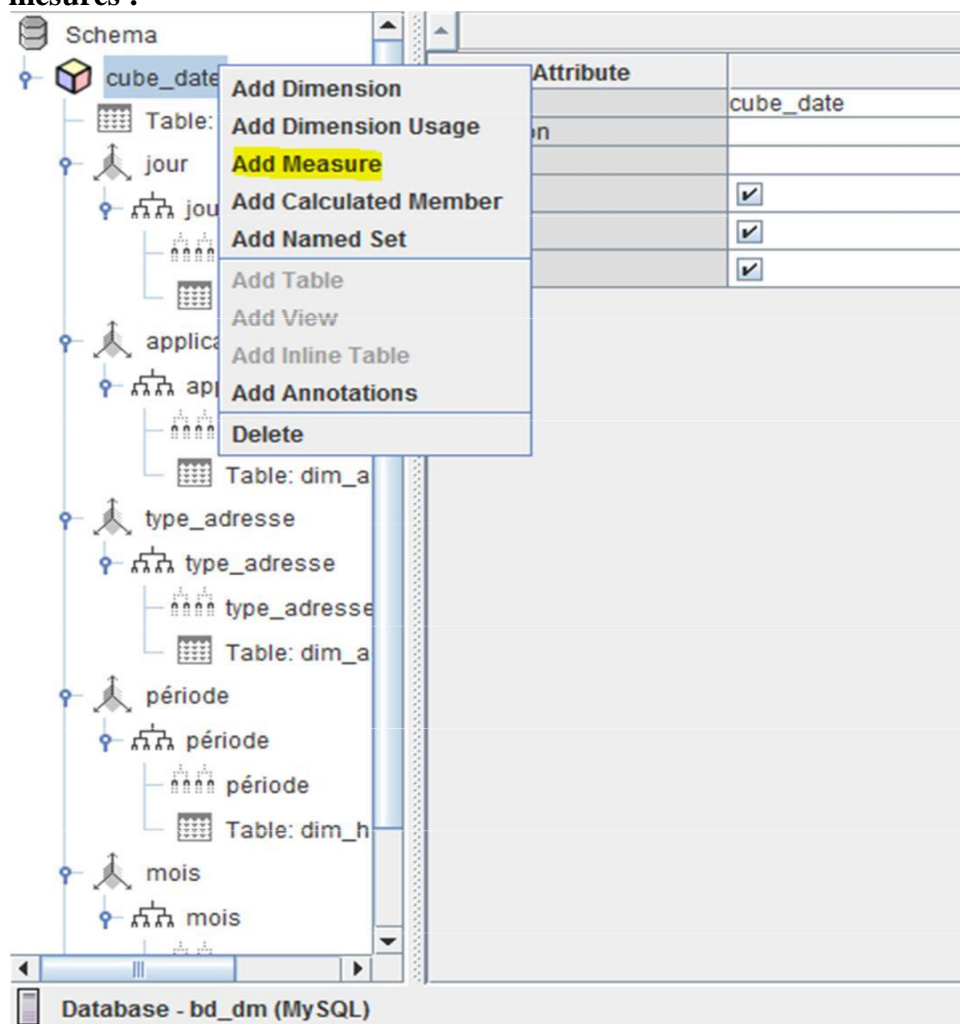 mesures :
Schema
cube_date
Table:
jour
jou
applica
app
Table: dim_a
type_adresse
type_adresse
type_adresse
Table: dim_a
période
période
période
Table: dim_h
mois
mois
Add Dimension
Add Dimension Usage
Add Measure
Add Calculated Member
Add Named Set
Add Table
Add View
Add Inline Table
Add Annotations
Delete
Attribute
cube_date
on
Database - bd_dm (MySQL)